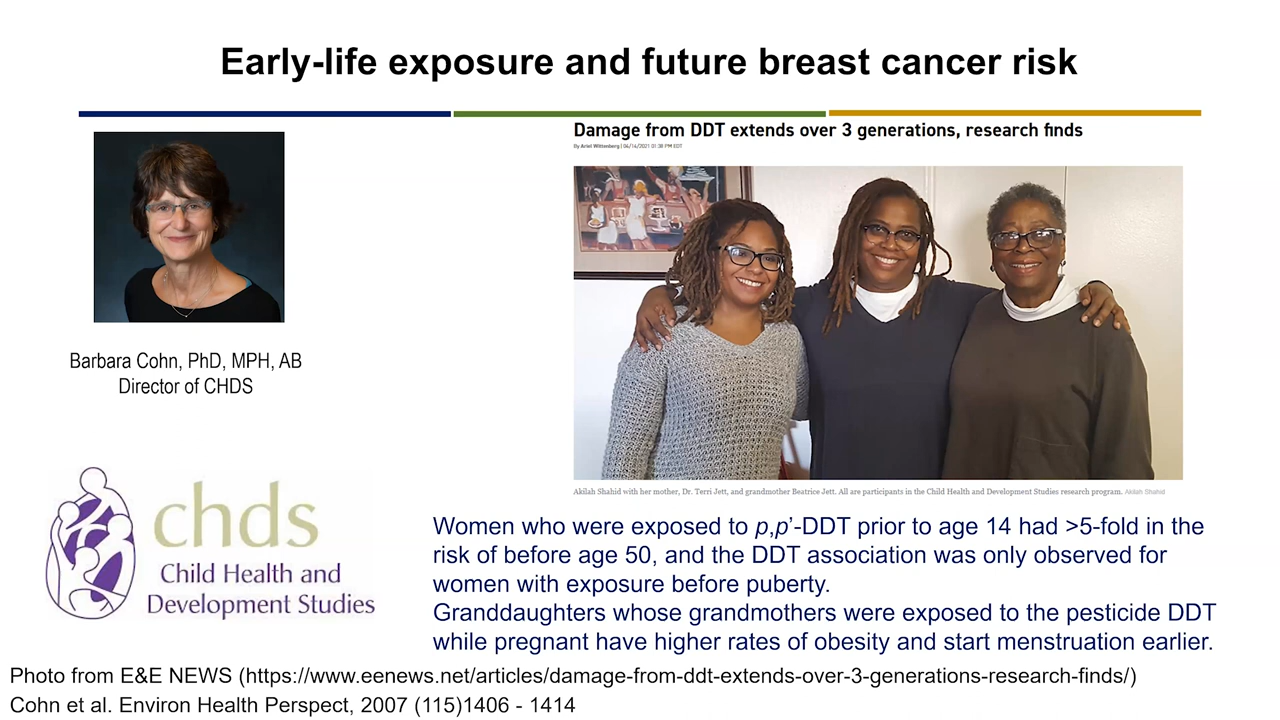 Early-life exposure and future breast cancer risk
Damage from DDT extends over 3 generations, research finds
By Ariel Wittenberg | 04/14/2021 01:38 PM EDT
Barbara Cohn, PhD, MPH, AB
Director of CHDS
Akilah Shahid with her mother, Dr. Terri Jett, and grandmother Beatrice Jett. All are participants in the Child Health and Development Studies research program. Akilah Shahid
chds
Child Health and
Development Studies
Women who were exposed to p,p’-DDT prior to age 14 had >5-fold in the
risk of before age 50, and the DDT association was only observed for
women with exposure before puberty.
Granddaughters whose grandmothers were exposed to the pesticide DDT
while pregnant have higher rates of obesity and start menstruation earlier.
Photo from E&E NEWS (https://www.eenews.net/articles/damage-from-ddt-extends-over-3-generations-research-finds/)
Cohn et al. Environ Health Perspect, 2007 (115)1406 - 1414